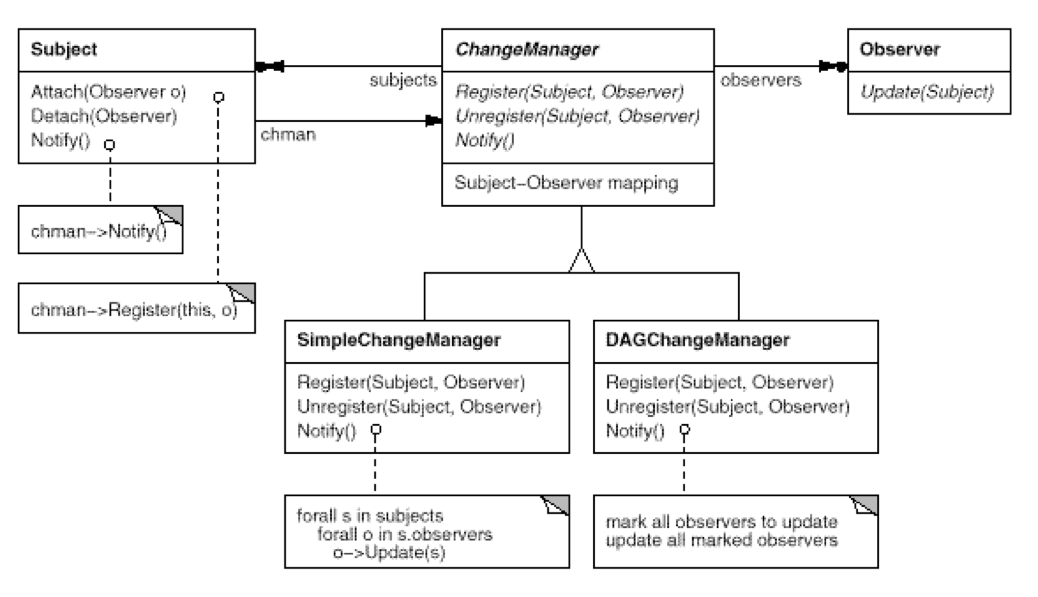 Subject
Attach(Observer o)
Detach(Observer)
Notify()
chman->Notify()
chman->Register(this, o)
subjects
chman
ChangeManager
Register(Subject, Observer)
Unregister(Subject, Observer)
Notify()
Subject-Observer mapping
observers
Observer
Update(Subject)
SimpleChangeManager
Register(Subject, Observer)
Unregister(Subject, Observer)
Notify()
forall s in subjects
forall o in s.observers
o->Update(s)
DAGChangeManager
Register(Subject, Observer)
Unregister(Subject, Observer)
Notify()
mark all observers to update
update all marked observers